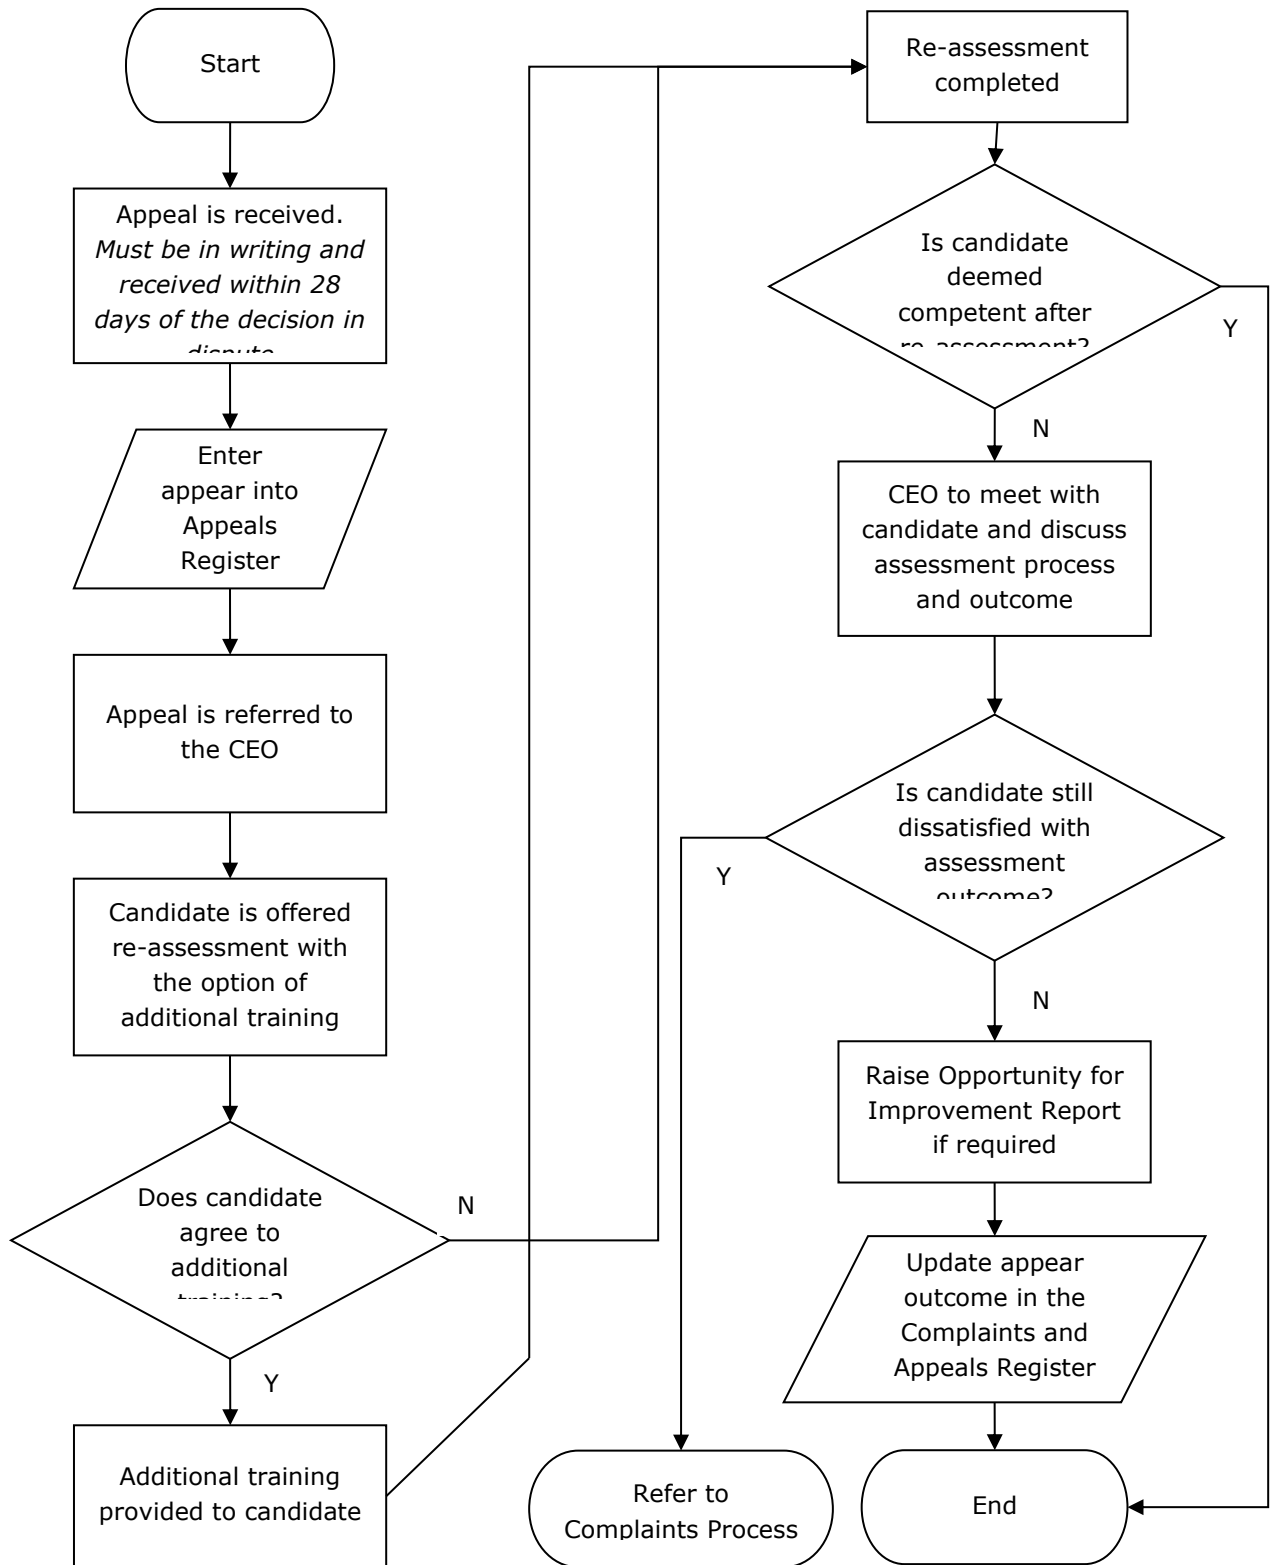 Start
Appeal is received.
Must be in writing and
received within 28
days of the decision in
dispute
Enter
appear into
Appeals
Register
Appeal is referred to
the CEO
Candidate is offered
re-assessment with
the option of
additional training
Does candidate
agree to
additional
training?
N
Y
Additional training
provided to candidate
Re-assessment
completed
Is candidate
deemed
competent after
re-assessment?
Y
N
CEO to meet with
candidate and discuss
assessment process
and outcome
Is candidate still
dissatisfied with
assessment
outcome?
Y
N
Raise Opportunity for
Improvement Report
if required
Update appear
outcome in the
Complaints and
Appeals Register
Refer to
Complaints Process
End